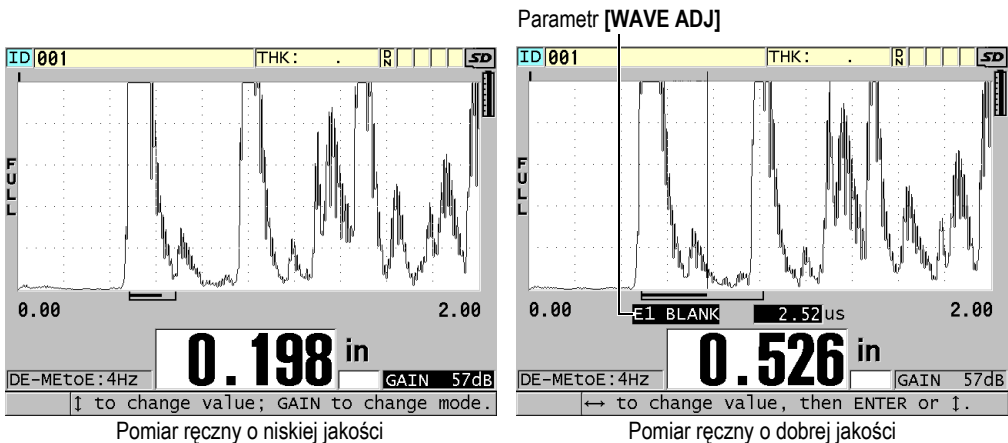 Parametr [WAVE ADJ]
ID 001 THK: . DN SD
FULL
0.00 2.00
0.198 in
DE-MEtoE:4Hz GAIN 57dB
↕ to change value; GAIN to change mode.
Pomiar ręczny o niskiej jakości
ID 001 THK: . DN SD
FULL
0.00 E1 BLANK 2.52us 2.00
0.526 in
DE-MEtoE:4Hz GAIN 57dB
↔ to change value, then ENTER or ↕.
Pomiar ręczny o dobrej jakości